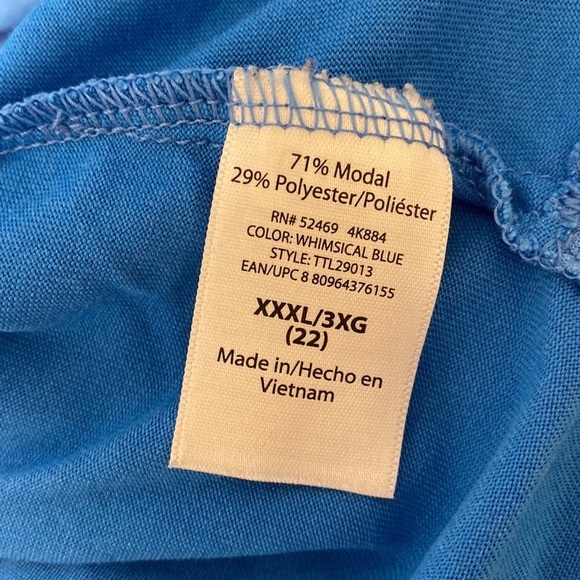 71% Modal
29% Polyester/Poliéster
RN# 52469 4K884
COLOR: WHIMSICAL BLUE
STYLE: TTL29013
EAN/UPC 8 80964376155
XXXL/3XG
(22)
Made in/Hecho en
Vietnam